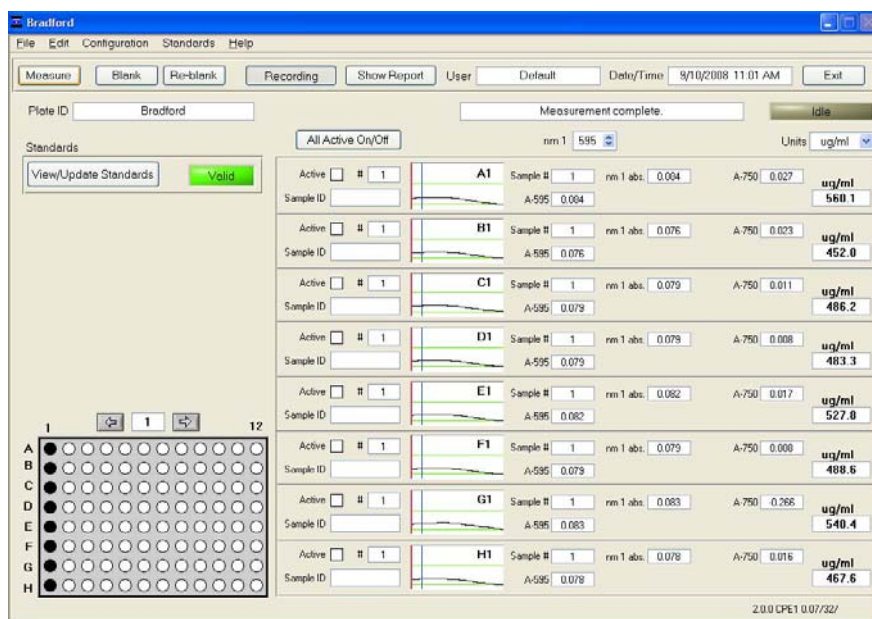 Bradford
File Edit Configuration Standards Help
Measure Blank Re-blank Recording Show Report User Default Date/Time 9/10/2008 11:01 AM Exit
Plate ID Bradford Measurement complete. Idle
All Active On/Off nm 1 595 Units ug/ml
Standards
View/Update Standards Valid
Active # 1 A1 Sample # 1 nm 1 abs. 0.084 A-750 0.027 ug/ml
Sample ID A-595 0.084 560.1
Active # 1 B1 Sample # 1 nm 1 abs. 0.076 A-750 0.023 ug/ml
Sample ID A-595 0.076 452.0
Active # 1 C1 Sample # 1 nm 1 abs. 0.079 A-750 0.011 ug/ml
Sample ID A-595 0.079 486.2
Active # 1 D1 Sample # 1 nm 1 abs. 0.079 A-750 0.008 ug/ml
Sample ID A-595 0.079 483.3
Active # 1 E1 Sample # 1 nm 1 abs. 0.082 A-750 0.017 ug/ml
Sample ID A-595 0.082 527.8
Active # 1 F1 Sample # 1 nm 1 abs. 0.079 A-750 0.008 ug/ml
Sample ID A-595 0.079 488.6
Active # 1 G1 Sample # 1 nm 1 abs. 0.083 A-750 -0.266 ug/ml
Sample ID A-595 0.083 540.4
Active # 1 H1 Sample # 1 nm 1 abs. 0.078 A-750 0.016 ug/ml
Sample ID A-595 0.078 467.6
1 1 12
A
B
C
D
E
F
G
H
2.0.0 CPE1 0.07/32/